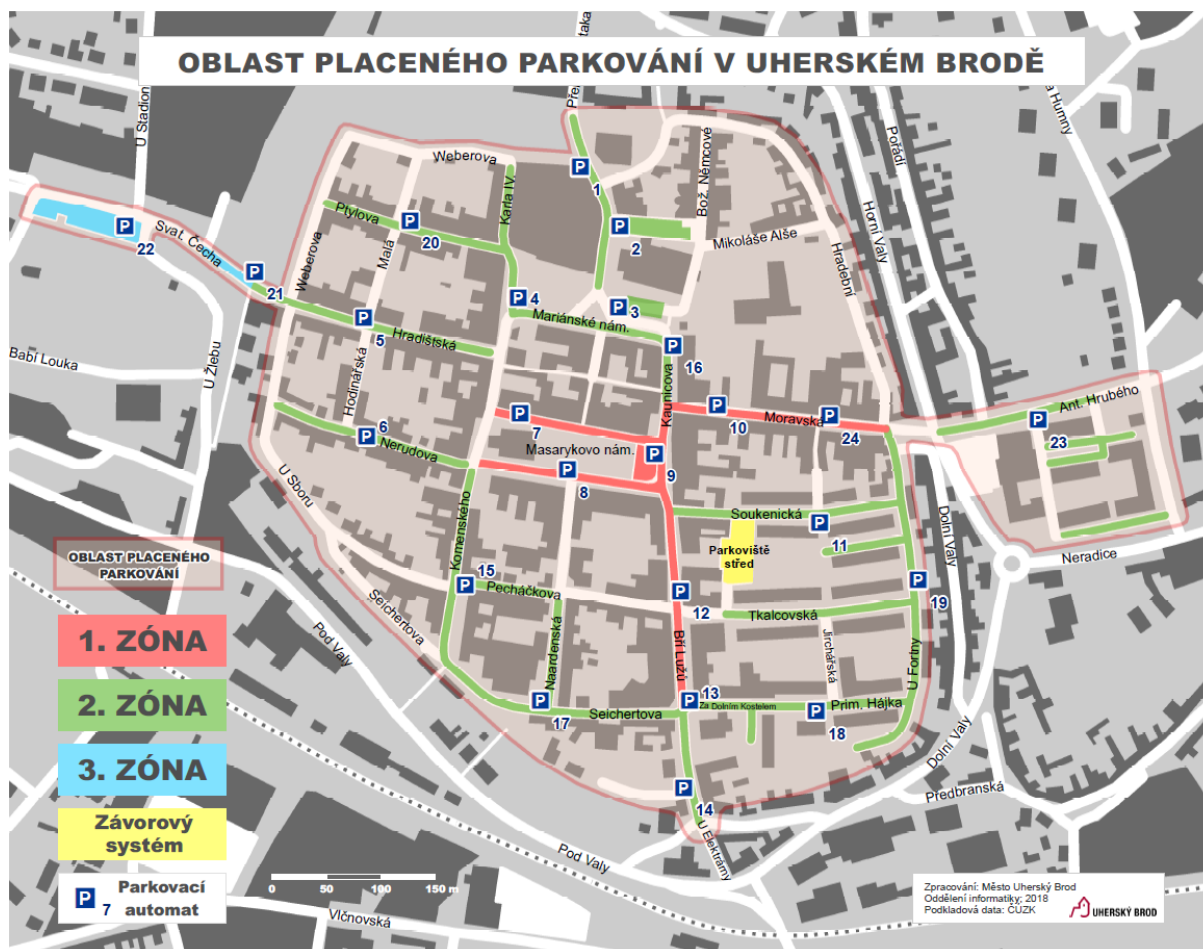 OBLAST PLACENÉHO PARKOVÁNÍ V UHERSKÉM BRODĚ
U Stadion
Pořádí
Humny
Weberova
Karla IV.
Bož. Němcové
1
Horní Valy
Ptylova
Malá
20
2
Mikoláše Alše
Hradební
22
Svat. Čecha
Weberova
21
4
3
Mariánské nám.
5
Hradištská
16
Babí Louka
U Žlebu
Hodinářská
Kaunicova
Ant. Hrubého
7
10
Moravská
24
23
6
Nerudova
Masarykovo nám.
8
9
U Sboru
Komenského
Soukenická
Dolní Valy
11
Parkoviště
střed
Neradice
OBLAST PLACENÉHO
PARKOVÁNÍ
15
Pecháčkova
12
Tkalcovská
19
Seichertova
Pod Valy
Naardenská
Bří Lužů
Jirchářská
U Fortny
1. ZÓNA
13
Za Dolním Kostelem
Prim. Hájka
17
Seichertova
18
2. ZÓNA
Dolní Valy
3. ZÓNA
14
Předbranská
U Elektrárny
Závorový
systém
Pod Valy
0 50 100 150 m
P 7 Parkovací
automat
Vlčnovská
Zpracování: Město Uherský Brod
Oddělení informatiky, 2018
Podkladová data: ČÚZK
UHERSKÝ BROD